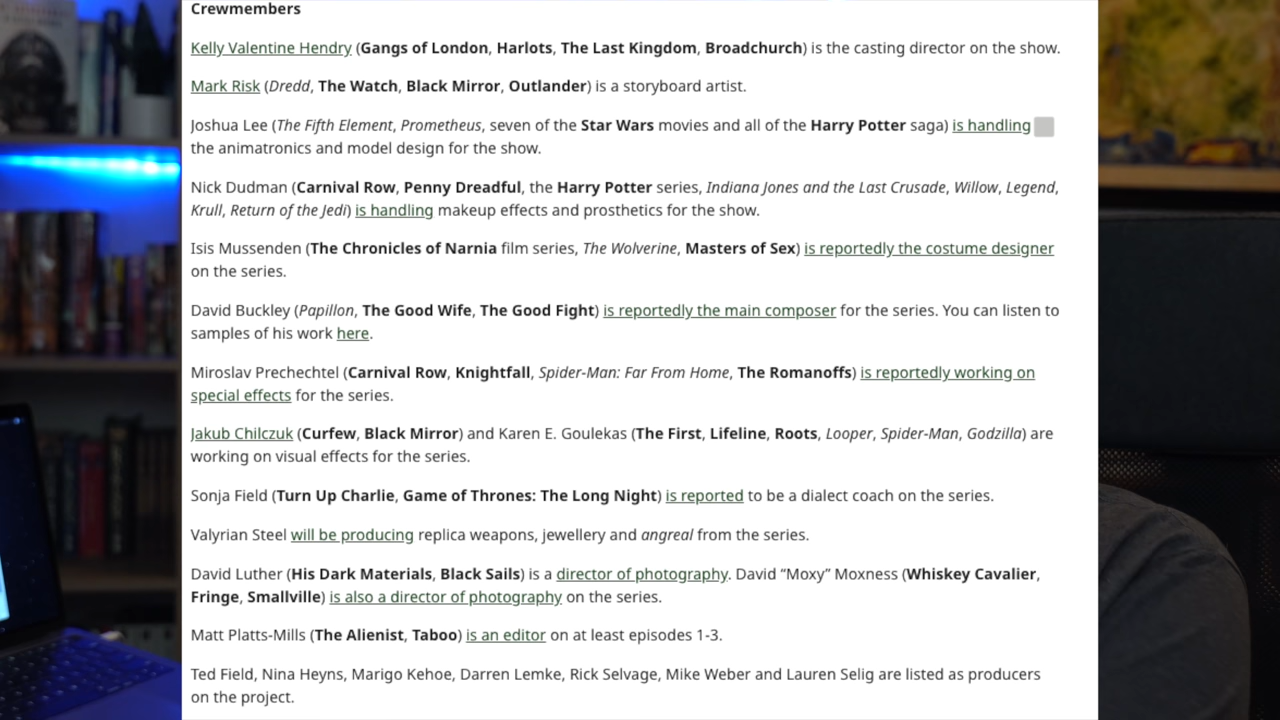 Crewmembers
Kelly Valentine Hendry (Gangs of London, Harlots, The Last Kingdom, Broadchurch) is the casting director on the show.
Mark Risk (Dredd, The Watch, Black Mirror, Outlander) is a storyboard artist.
Joshua Lee (The Fifth Element, Prometheus, seven of the Star Wars movies and all of the Harry Potter saga) is handling
the animatronics and model design for the show.
Nick Dudman (Carnival Row, Penny Dreadful, the Harry Potter series, Indiana Jones and the Last Crusade, Willow, Legend,
Krull, Return of the Jedi) is handling makeup effects and prosthetics for the show.
Isis Mussenden (The Chronicles of Narnia film series, The Wolverine, Masters of Sex) is reportedly the costume designer
on the series.
David Buckley (Papillon, The Good Wife, The Good Fight) is reportedly the main composer for the series. You can listen to
samples of his work here.
Miroslav Prechechtel (Carnival Row, Knightfall, Spider-Man: Far From Home, The Romanoffs) is reportedly working on
special effects for the series.
Jakub Chilczuk (Curfew, Black Mirror) and Karen E. Goulekas (The First, Lifeline, Roots, Looper, Spider-Man, Godzilla) are
working on visual effects for the series.
Sonja Field (Turn Up Charlie, Game of Thrones: The Long Night) is reported to be a dialect coach on the series.
Valyrian Steel will be producing replica weapons, jewellery and angreal from the series.
David Luther (His Dark Materials, Black Sails) is a director of photography. David “Moxy” Moxness (Whiskey Cavalier,
Fringe, Smallville) is also a director of photography on the series.
Matt Platts-Mills (The Alienist, Taboo) is an editor on at least episodes 1-3.
Ted Field, Nina Heyns, Marigo Kehoe, Darren Lemke, Rick Selvage, Mike Weber and Lauren Selig are listed as producers
on the project.